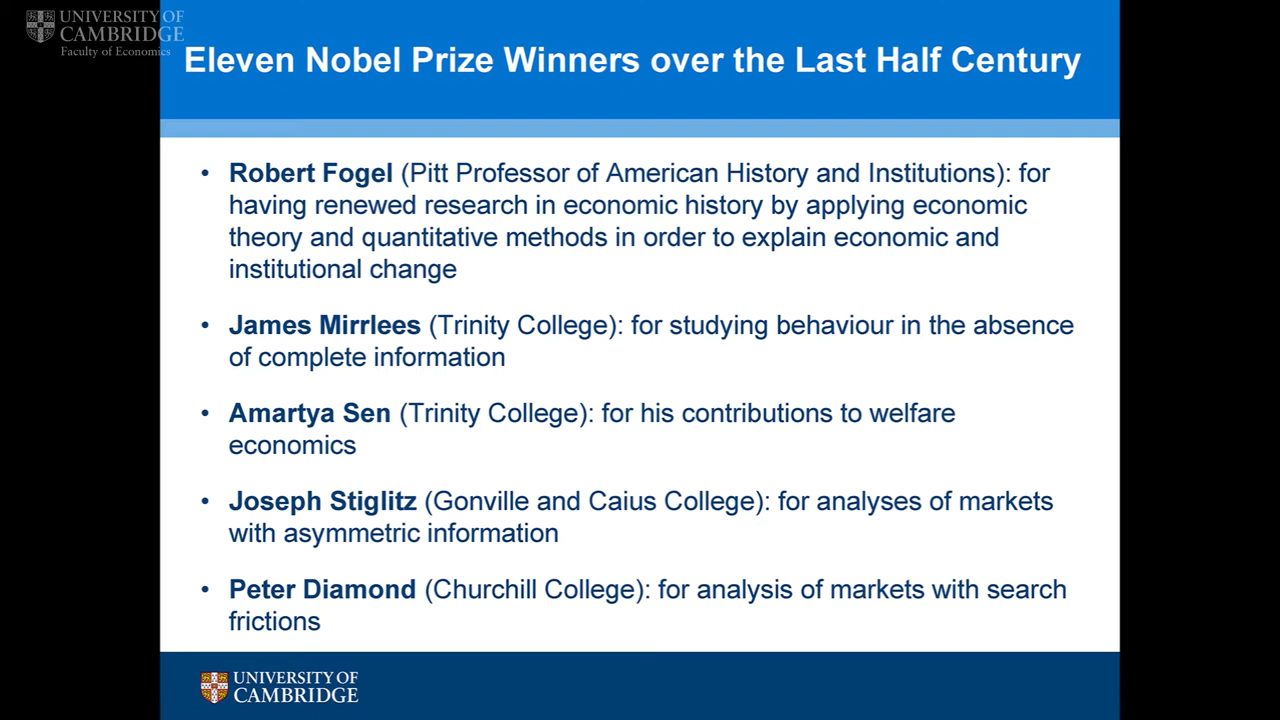 UNIVERSITY OF
CAMBRIDGE
Faculty of Economics
Eleven Nobel Prize Winners over the Last Half Century
• Robert Fogel (Pitt Professor of American History and Institutions): for
having renewed research in economic history by applying economic
theory and quantitative methods in order to explain economic and
institutional change
• James Mirrlees (Trinity College): for studying behaviour in the absence
of complete information
• Amartya Sen (Trinity College): for his contributions to welfare
economics
• Joseph Stiglitz (Gonville and Caius College): for analyses of markets
with asymmetric information
• Peter Diamond (Churchill College): for analysis of markets with search
frictions
UNIVERSITY OF
CAMBRIDGE